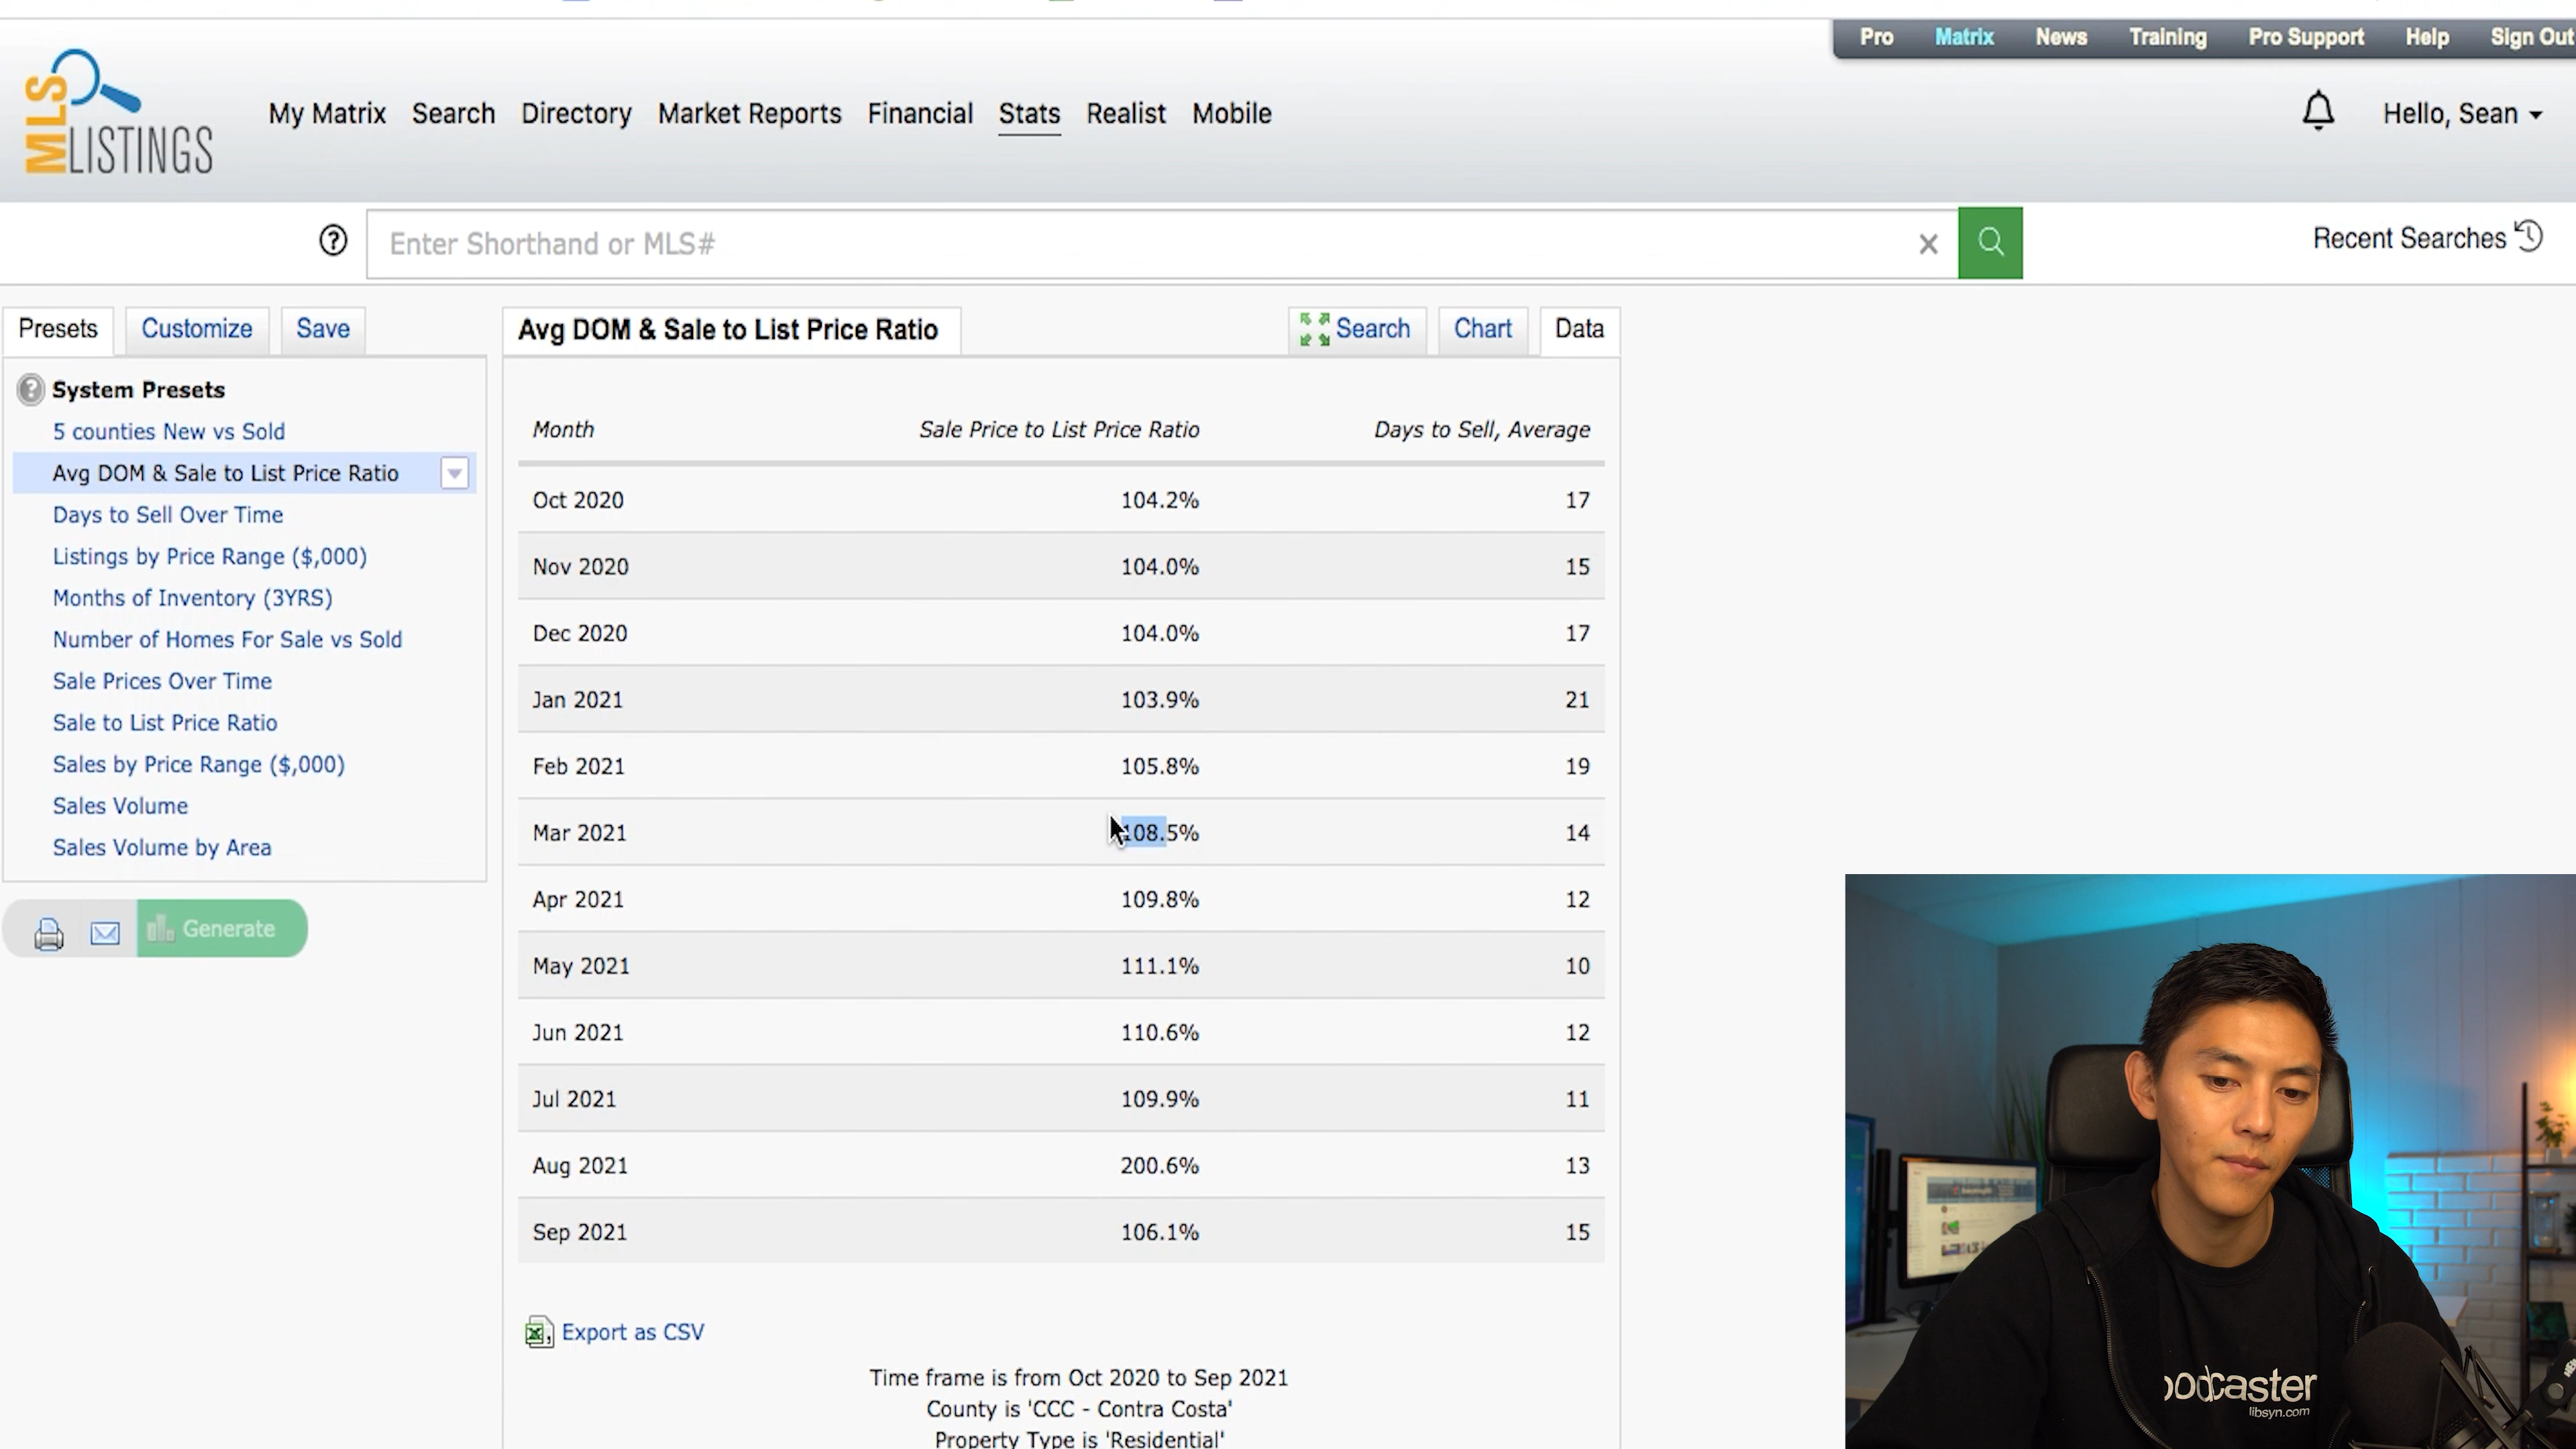 Pro Matrix News Training Pro Support Help Sign Out
MLS LISTINGS
My Matrix Search Directory Market Reports Financial Stats Realist Mobile
Hello, Sean
Enter Shorthand or MLS#
Recent Searches
Presets Customize Save
Avg DOM & Sale to List Price Ratio
Search Chart Data
System Presets
5 counties New vs Sold
Avg DOM & Sale to List Price Ratio
Days to Sell Over Time
Listings by Price Range ($,000)
Months of Inventory (3YRS)
Number of Homes For Sale vs Sold
Sale Prices Over Time
Sale to List Price Ratio
Sales by Price Range ($,000)
Sales Volume
Sales Volume by Area
Generate
Month Sale Price to List Price Ratio Days to Sell, Average
Oct 2020 104.2% 17
Nov 2020 104.0% 15
Dec 2020 104.0% 17
Jan 2021 103.9% 21
Feb 2021 105.8% 19
Mar 2021 108.5% 14
Apr 2021 109.8% 12
May 2021 111.1% 10
Jun 2021 110.6% 12
Jul 2021 109.9% 11
Aug 2021 200.6% 13
Sep 2021 106.1% 15
Export as CSV
Time frame is from Oct 2020 to Sep 2021
County is 'CCC - Contra Costa'
Property Type is 'Residential'
podcaster
libsyn.com